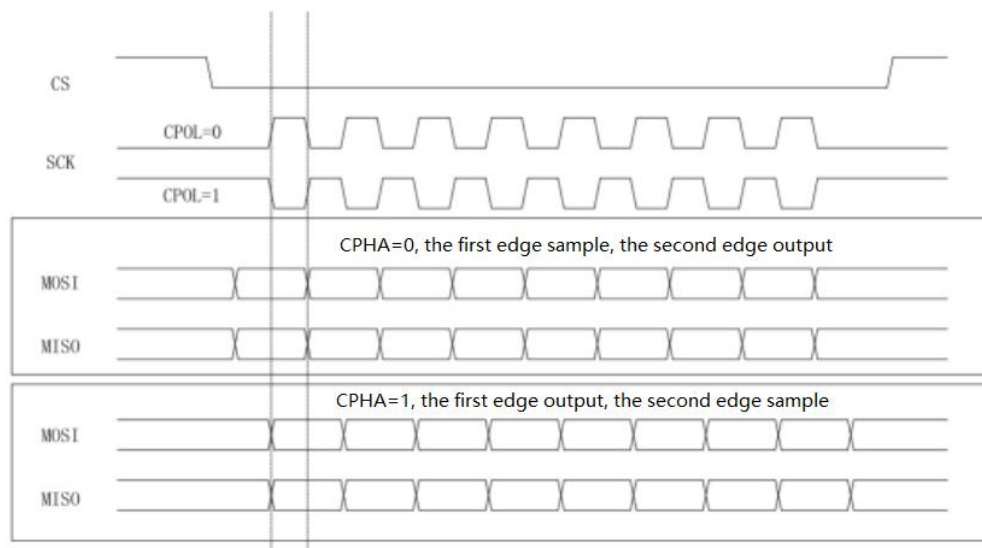 CS
CPOL=0
SCK
CPOL=1
CPHA=0, the first edge sample, the second edge output
MOSI
MISO
CPHA=1, the first edge output, the second edge sample
MOSI
MISO